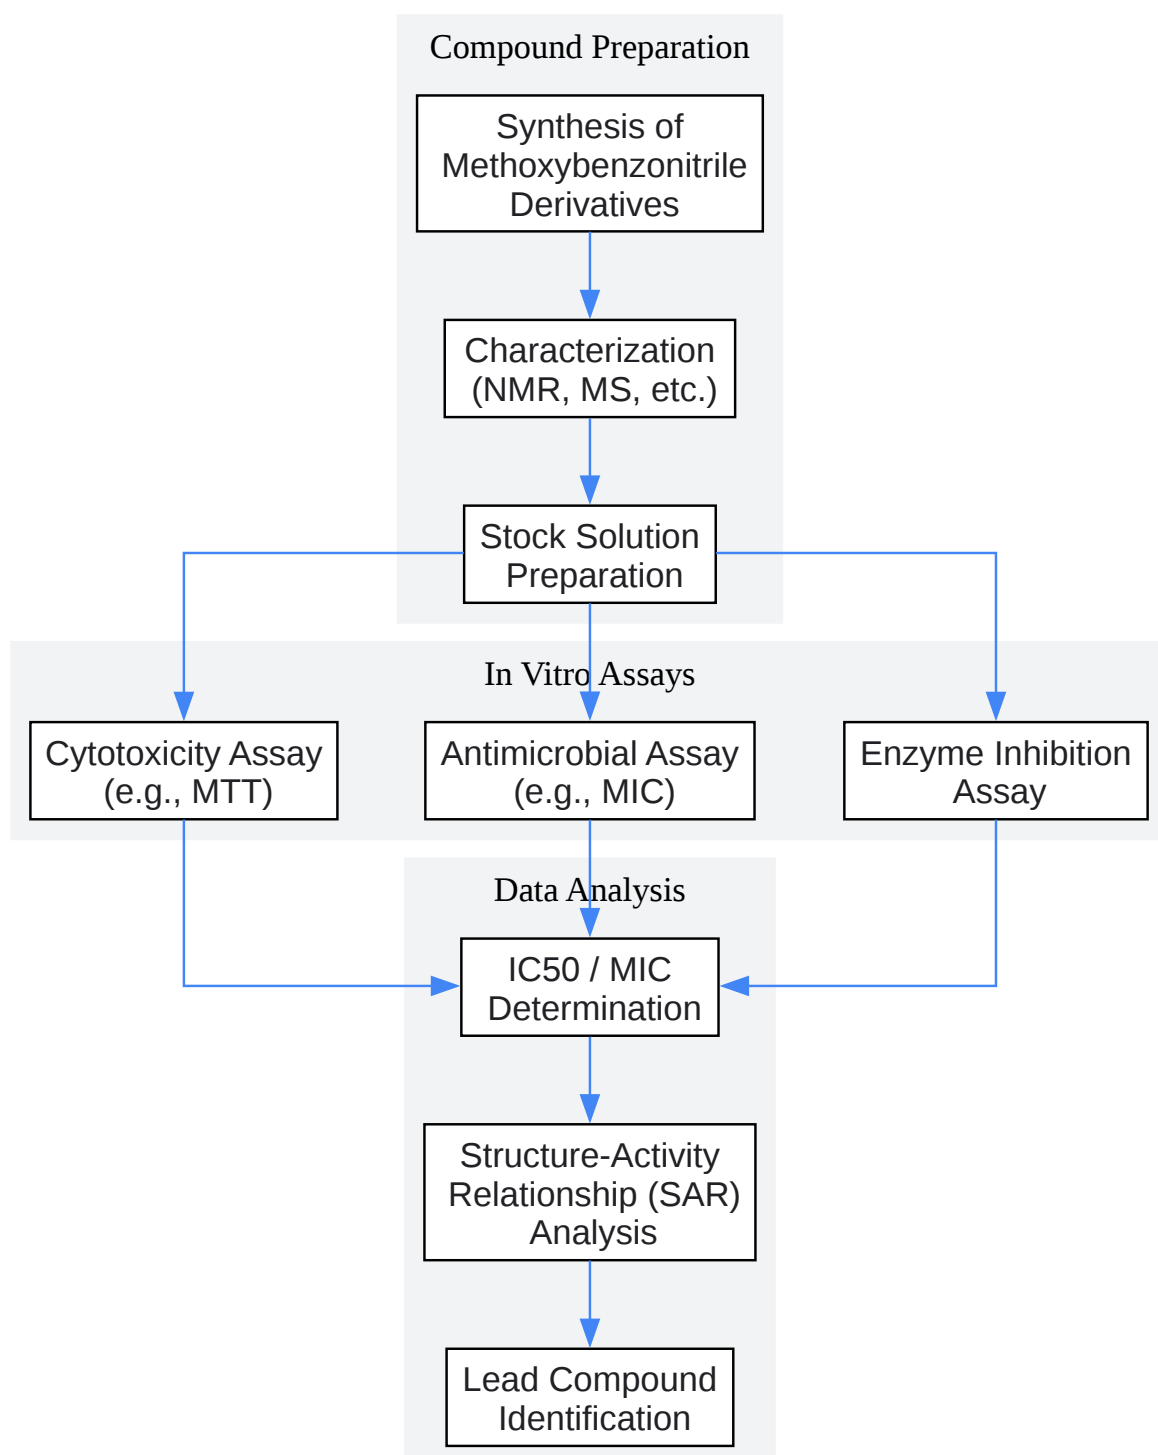 Compound Preparation
Synthesis of
Methoxybenzonitrile
Derivatives
Characterization
(NMR, MS, etc.)
Stock Solution
Preparation
In Vitro Assays
Cytotoxicity Assay
(e.g., MTT)
Antimicrobial Assay
(e.g., MIC)
Enzyme Inhibition
Assay
Data Analysis
IC50 / MIC
Determination
Structure-Activity
Relationship (SAR)
Analysis
Lead Compound
Identification